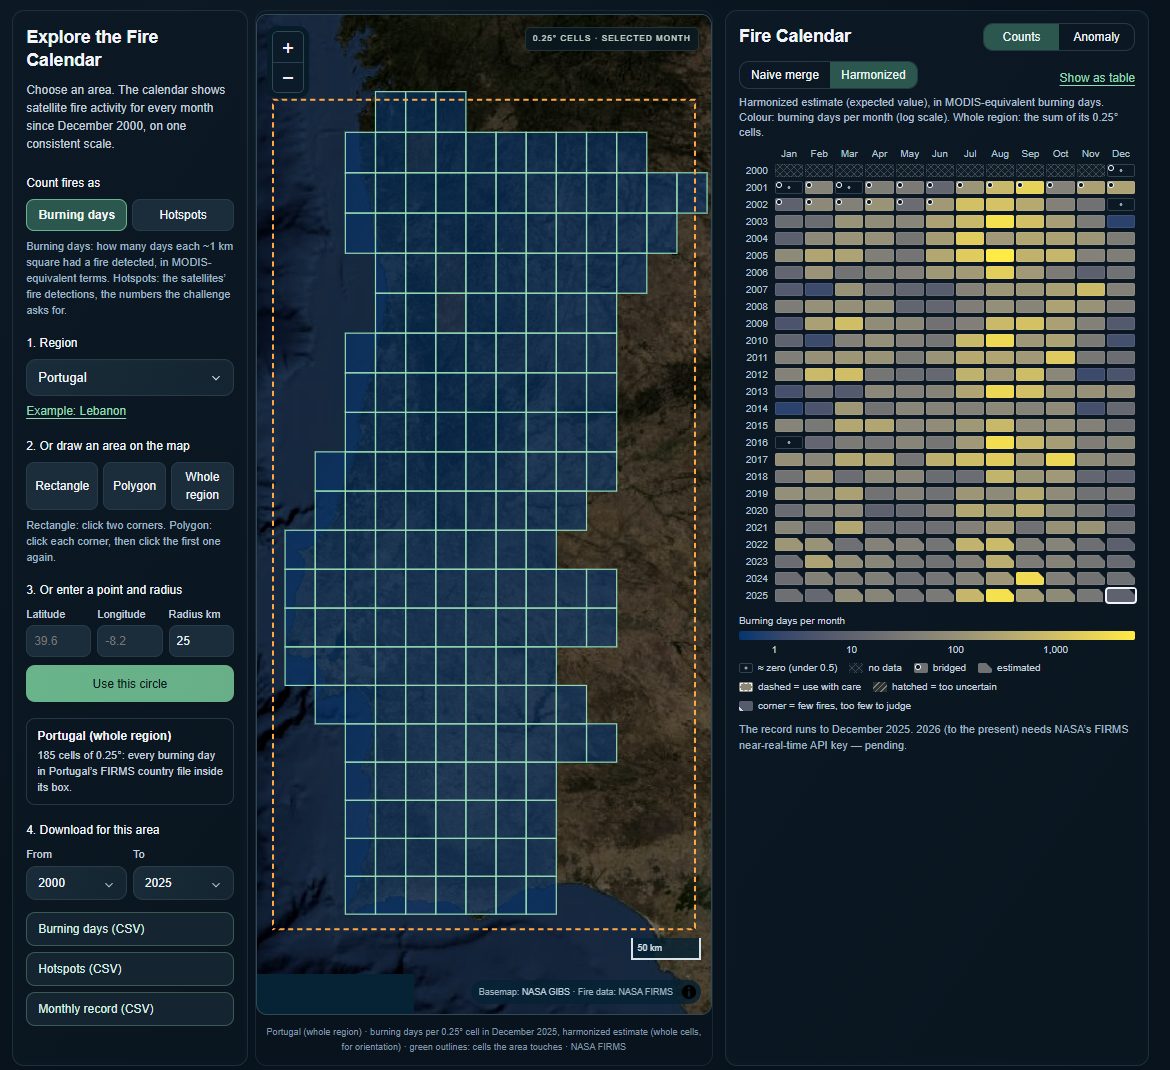 Explore the Fire
Calendar
Choose an area. The calendar shows
satellite fire activity for every month
since December 2000, on one
consistent scale.
Count fires as
Burning days
Hotspots
Burning days: how many days each ~1 km
square had a fire detected, in MODIS-
equivalent terms. Hotspots: the satellites'
fire detections, the numbers the challenge
asks for.
1. Region
Portugal
Example: Lebanon
2. Or draw an area on the map
Rectangle
Polygon
Whole
region
Rectangle: click two corners. Polygon:
click each corner, then click the first one
again.
3. Or enter a point and radius
Latitude Longitude Radius km
39.6 -8.2 25
Use this circle
Portugal (whole region)
185 cells of 0.25°: every burning day
in Portugal's FIRMS country file inside
its box.
4. Download for this area
From To
2000 2025
Burning days (CSV)
Hotspots (CSV)
Monthly record (CSV)
+
−
0.25° CELLS · SELECTED MONTH
50 km
Basemap: NASA GIBS · Fire data: NASA FIRMS i
Portugal (whole region) · burning days per 0.25° cell in December 2025, harmonized estimate (whole cells,
for orientation) · green outlines: cells the area touches · NASA FIRMS
Fire Calendar
Counts Anomaly
Naive merge Harmonized
Show as table
Harmonized estimate (expected value), in MODIS-equivalent burning days.
Colour: burning days per month (log scale). Whole region: the sum of its 0.25°
cells.
Jan Feb Mar Apr May Jun Jul Aug Sep Oct Nov Dec
2000
2001
2002
2003
2004
2005
2006
2007
2008
2009
2010
2011
2012
2013
2014
2015
2016
2017
2018
2019
2020
2021
2022
2023
2024
2025
Burning days per month
1 10 100 1,000
≈ zero (under 0.5) no data bridged estimated
dashed = use with care hatched = too uncertain
corner = few fires, too few to judge
The record runs to December 2025. 2026 (to the present) needs NASA's FIRMS
near-real-time API key — pending.